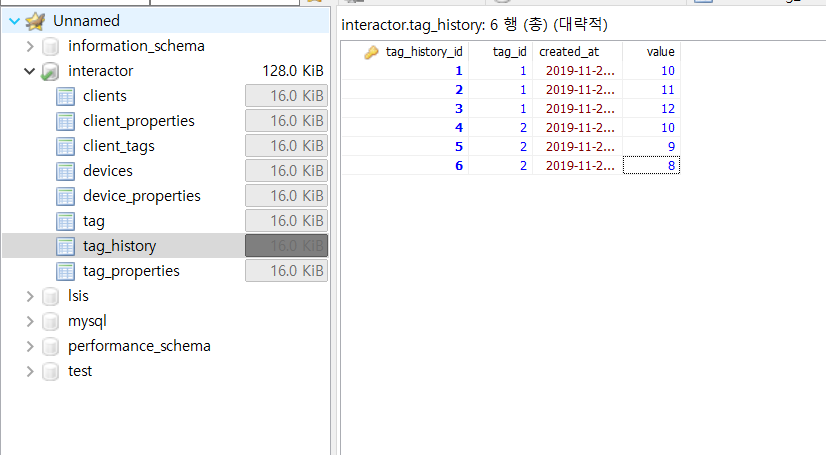 Unnamed
information_schema
interactor 128.0 KiB
clients 16.0 KiB
client_properties 16.0 KiB
client_tags 16.0 KiB
devices 16.0 KiB
device_properties 16.0 KiB
tag 16.0 KiB
tag_history 16.0 KiB
tag_properties 16.0 KiB
lsis
mysql
performance_schema
test
interactor.tag_history: 6 행 (총) (대략적)
tag_history_id tag_id created_at value
1 1 2019-11-2... 10
2 1 2019-11-2... 11
3 1 2019-11-2... 12
4 2 2019-11-2... 10
5 2 2019-11-2... 9
6 2 2019-11-2... 8